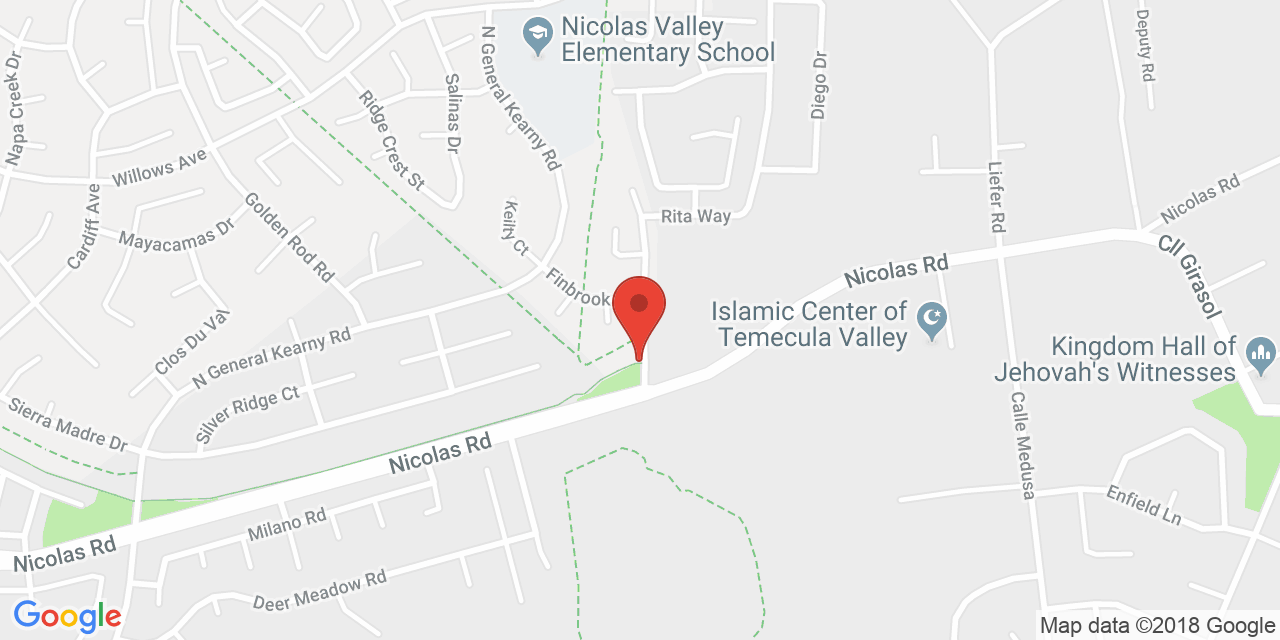 Nicolas Valley
Elementary School
Deputy Rd
Napa Creek Dr
N General Kearny Rd
Salinas Dr
Diego Dr
Ridge Crest St
Willows Ave
Liefer Rd
Nicolas Rd
Cardiff Ave
Golden Rod Rd
Keilty Ct
Rita Way
Mayacamas Dr
Cll Girasol
Nicolas Rd
Finbrook
Islamic Center of
Temecula Valley
Clos Du Val
N General Kearny Rd
Kingdom Hall of
Jehovah's Witnesses
Silver Ridge Ct
Sierra Madre Dr
Calle Medusa
Nicolas Rd
Enfield Ln
Milano Rd
Nicolas Rd
Deer Meadow Rd
Google
Map data ©2018 Google